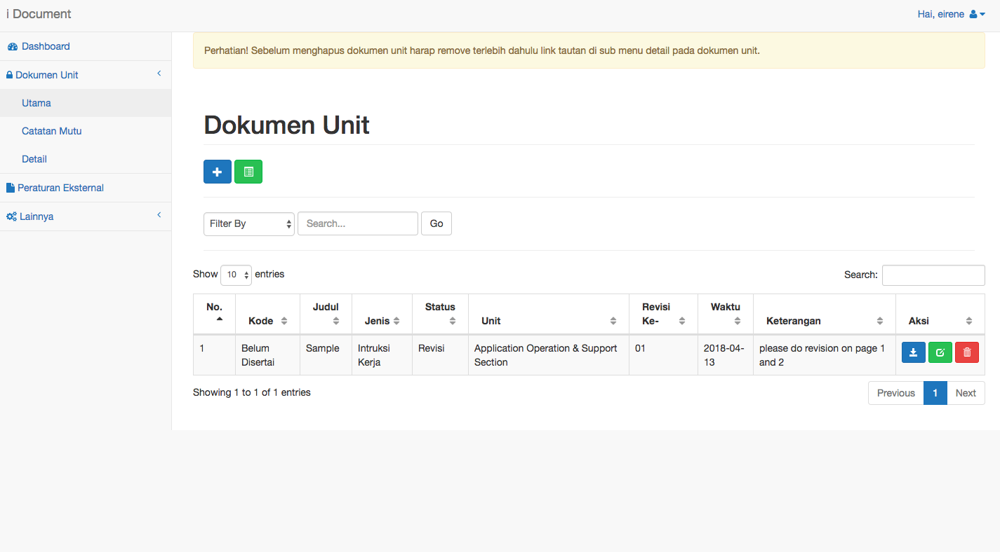 i Document
Hai, eirene
Dashboard
Dokumen Unit
Utama
Catatan Mutu
Detail
Peraturan Eksternal
Lainnya
Perhatian! Sebelum menghapus dokumen unit harap remove terlebih dahulu link tautan di sub menu detail pada dokumen unit.
Dokumen Unit
Filter By
Search...
Go
Show 10 entries
Search:
No. Kode Judul Jenis Status Unit Revisi Ke- Waktu Keterangan Aksi
1 Belum Disertai Sample Intruksi Kerja Revisi Application Operation & Support Section 01 2018-04-13 please do revision on page 1 and 2
Showing 1 to 1 of 1 entries
Previous 1 Next